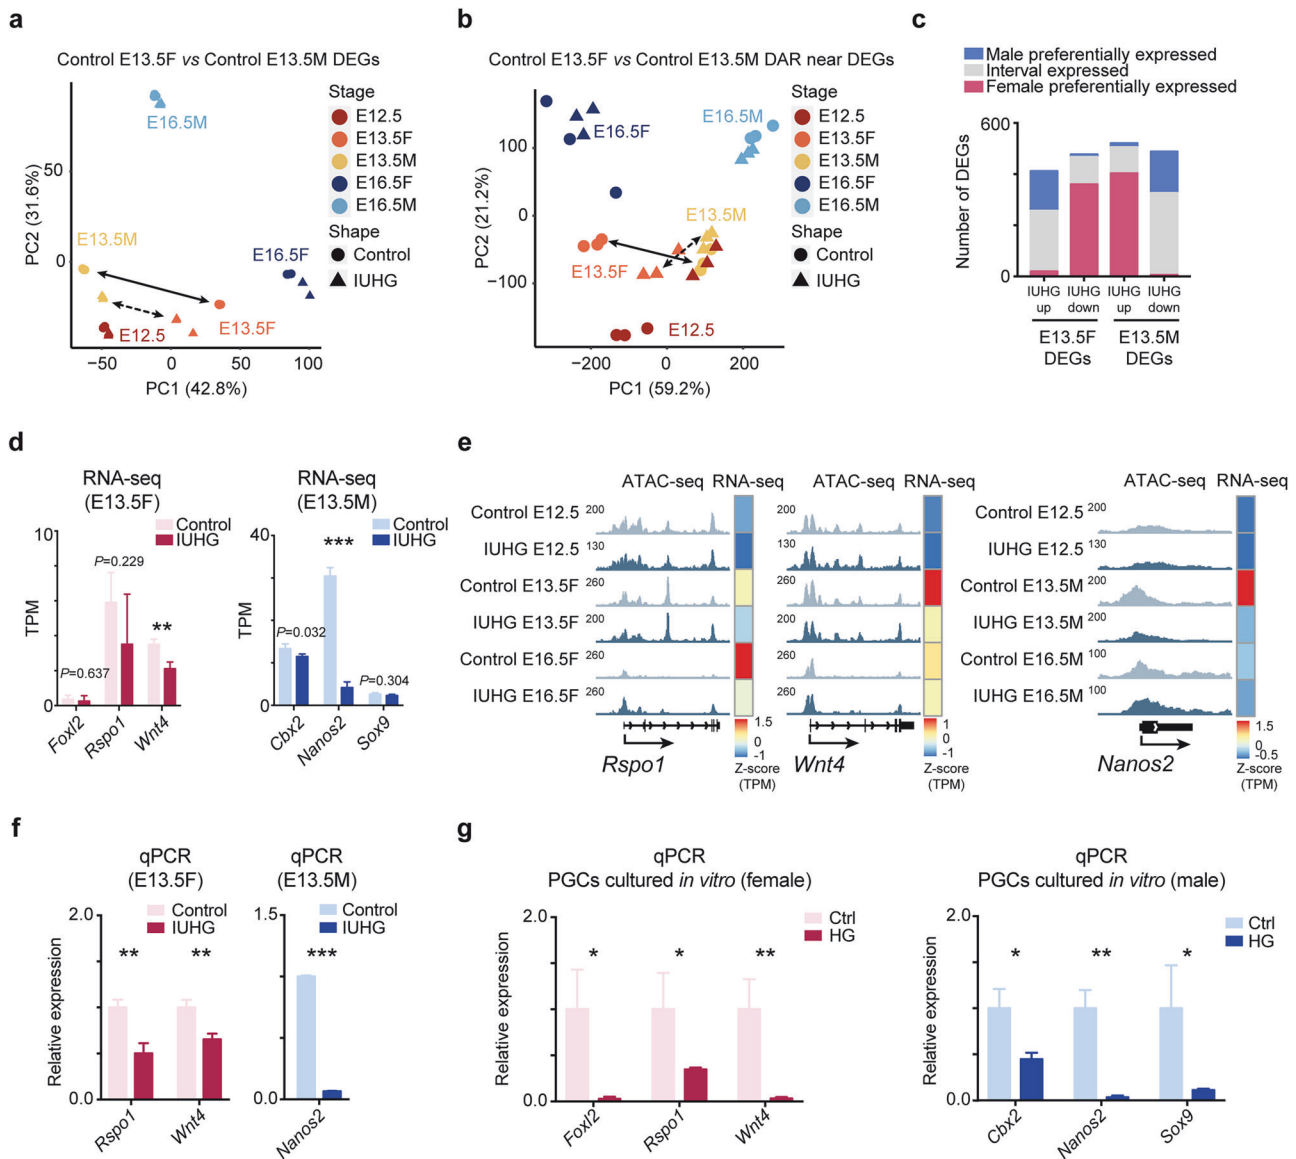 a
Control E13.5F vs Control E13.5M DEGs
E16.5M
E13.5M
E16.5F
E13.5F
E12.5
50
0
−50
0
50
100
PC2 (31.6%)
PC1 (42.8%)
Stage
E12.5
E13.5F
E13.5M
E16.5F
E16.5M
Shape
Control
IUHG
b
Control E13.5F vs Control E13.5M DAR near DEGs
E16.5F
E16.5M
E13.5M
E13.5F
E12.5
100
0
−100
−200
0
200
PC2 (21.2%)
PC1 (59.2%)
Stage
E12.5
E13.5F
E13.5M
E16.5F
E16.5M
Shape
Control
IUHG
c
Male preferentially expressed
Interval expressed
Female preferentially expressed
Number of DEGs
600
0
IUHG IUHG IUHG IUHG
up down up down
E13.5F E13.5M
DEGs DEGs
d
RNA-seq
(E13.5F)
Control
IUHG
TPM
10
0
P=0.637
P=0.229
**
Foxl2
Rspo1
Wnt4
RNA-seq
(E13.5M)
Control
IUHG
TPM
40
0
P=0.032
***
P=0.304
Cbx2
Nanos2
Sox9
e
ATAC-seq RNA-seq ATAC-seq RNA-seq
Control E12.5 200 200
IUHG E12.5 130 130
Control E13.5F 260 260
IUHG E13.5F 200 200
Control E16.5F 260 260
IUHG E16.5F 260 260
Rspo1
1.5
0
-1
Z-score
(TPM)
Wnt4
1
0
-1
Z-score
(TPM)
ATAC-seq RNA-seq
Control E12.5 200
IUHG E12.5 130
Control E13.5M 200
IUHG E13.5M 200
Control E16.5M 100
IUHG E16.5M 100
Nanos2
1.5
0
-0.5
Z-score
(TPM)
f
qPCR
(E13.5F)
Control
IUHG
Relative expression
2.0
0.0
**
**
Rspo1
Wnt4
qPCR
(E13.5M)
Control
IUHG
1.5
0.0
***
Nanos2
g
qPCR
PGCs cultured in vitro (female)
Ctrl
HG
Relative expression
2.0
0.0
*
*
**
Foxl2
Rspo1
Wnt4
qPCR
PGCs cultured in vitro (male)
Ctrl
HG
Relative expression
2.0
0.0
*
**
*
Cbx2
Nanos2
Sox9